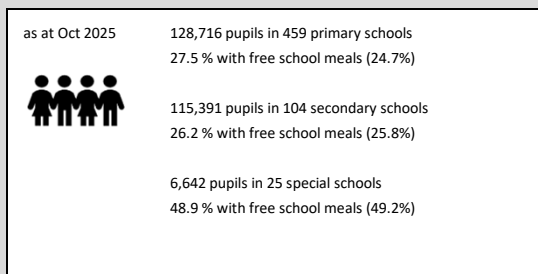 as at Oct 2025
128,716 pupils in 459 primary schools
27.5 % with free school meals (24.7%)
115,391 pupils in 104 secondary schools
26.2 % with free school meals (25.8%)
6,642 pupils in 25 special schools
48.9 % with free school meals (49.2%)